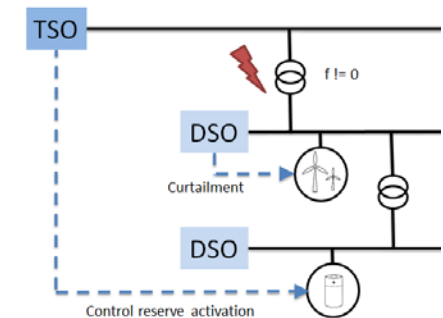 TSO
f != 0
DSO
Curtailment
DSO
Control reserve activation